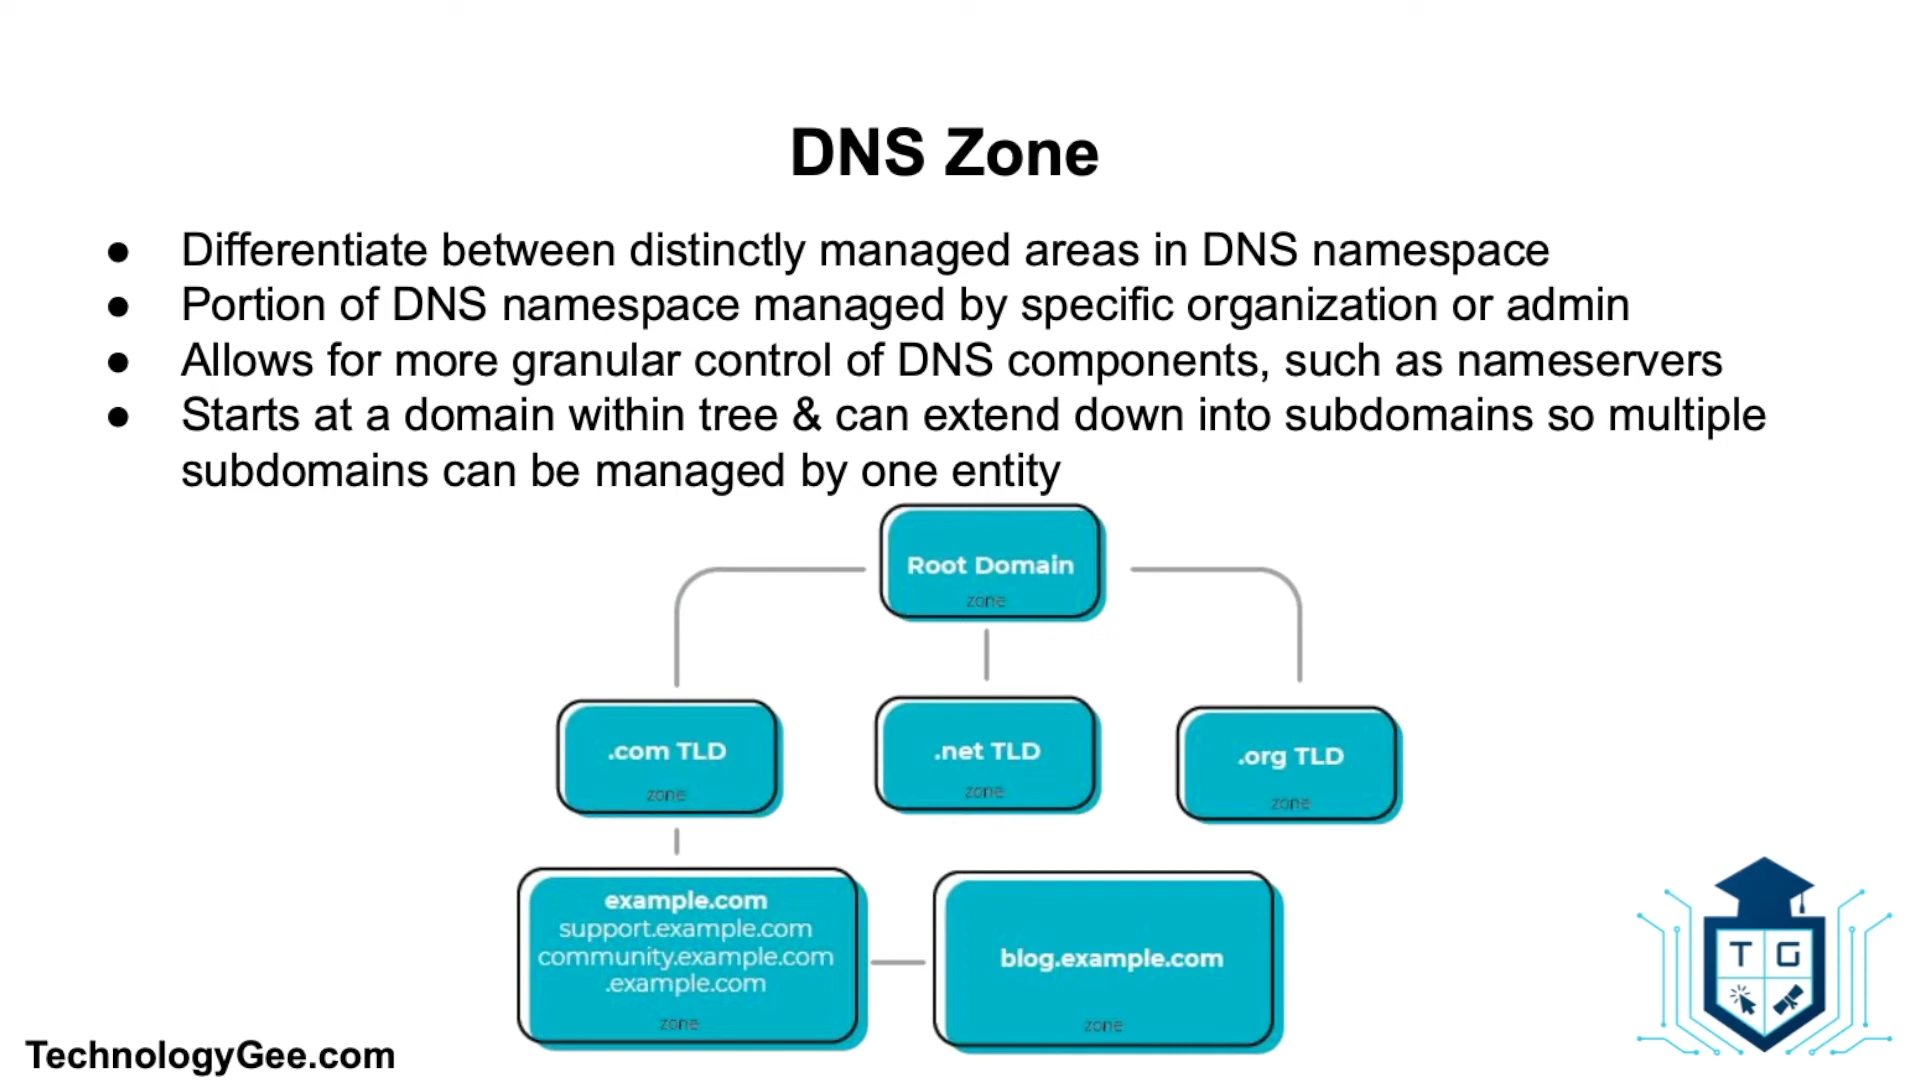 DNS Zone
● Differentiate between distinctly managed areas in DNS namespace
● Portion of DNS namespace managed by specific organization or admin
● Allows for more granular control of DNS components, such as nameservers
● Starts at a domain within tree & can extend down into subdomains so multiple
subdomains can be managed by one entity
Root Domain
zone
.com TLD
zone
.net TLD
zone
.org TLD
zone
example.com
support.example.com
community.example.com
.example.com
zone
blog.example.com
zone
T G
TechnologyGee.com